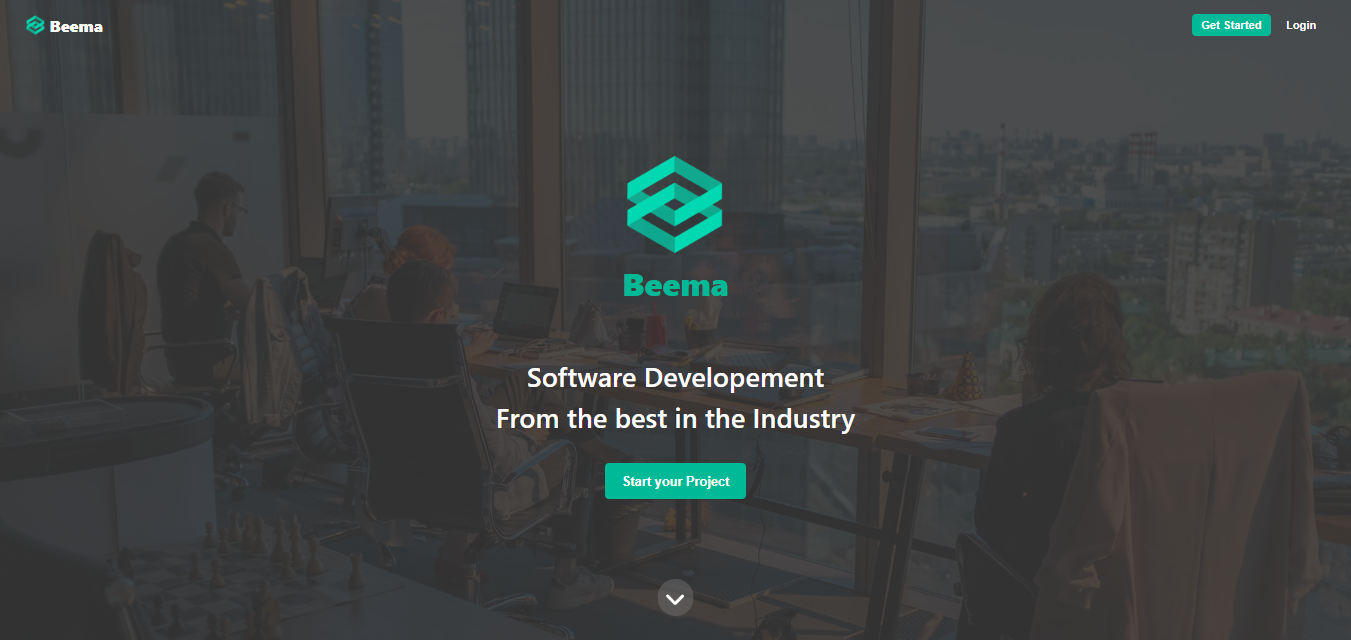 Beema
Get Started
Login
Beema
Software Developement
From the best in the Industry
Start your Project